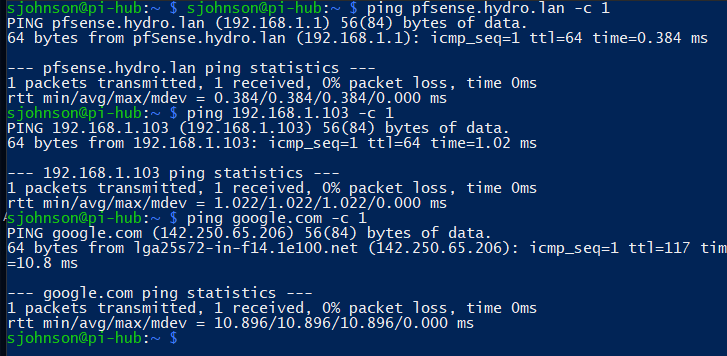 sjohnson@pi-hub:~ $ sjohnson@pi-hub:~ $ ping pfsense.hydro.lan -c 1
PING pfsense.hydro.lan (192.168.1.1) 56(84) bytes of data.
64 bytes from pfSense.hydro.lan (192.168.1.1): icmp_seq=1 ttl=64 time=0.384 ms

--- pfsense.hydro.lan ping statistics ---
1 packets transmitted, 1 received, 0% packet loss, time 0ms
rtt min/avg/max/mdev = 0.384/0.384/0.384/0.000 ms
sjohnson@pi-hub:~ $ ping 192.168.1.103 -c 1
PING 192.168.1.103 (192.168.1.103) 56(84) bytes of data.
64 bytes from 192.168.1.103: icmp_seq=1 ttl=64 time=1.02 ms

--- 192.168.1.103 ping statistics ---
1 packets transmitted, 1 received, 0% packet loss, time 0ms
rtt min/avg/max/mdev = 1.022/1.022/1.022/0.000 ms
sjohnson@pi-hub:~ $ ping google.com -c 1
PING google.com (142.250.65.206) 56(84) bytes of data.
64 bytes from lga25s72-in-f14.1e100.net (142.250.65.206): icmp_seq=1 ttl=117 tim
=10.8 ms

--- google.com ping statistics ---
1 packets transmitted, 1 received, 0% packet loss, time 0ms
rtt min/avg/max/mdev = 10.896/10.896/10.896/0.000 ms
sjohnson@pi-hub:~ $